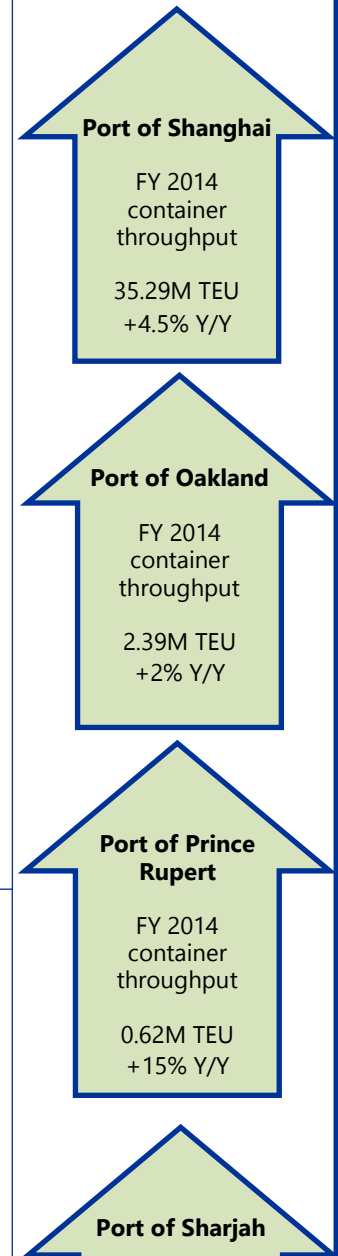 Port of Shanghai
FY 2014
container
throughput
35.29M TEU
+4.5% Y/Y
Port of Oakland
FY 2014
container
throughput
2.39M TEU
+2% Y/Y
Port of Prince
Rupert
FY 2014
container
throughput
0.62M TEU
+15% Y/Y
Port of Sharjah